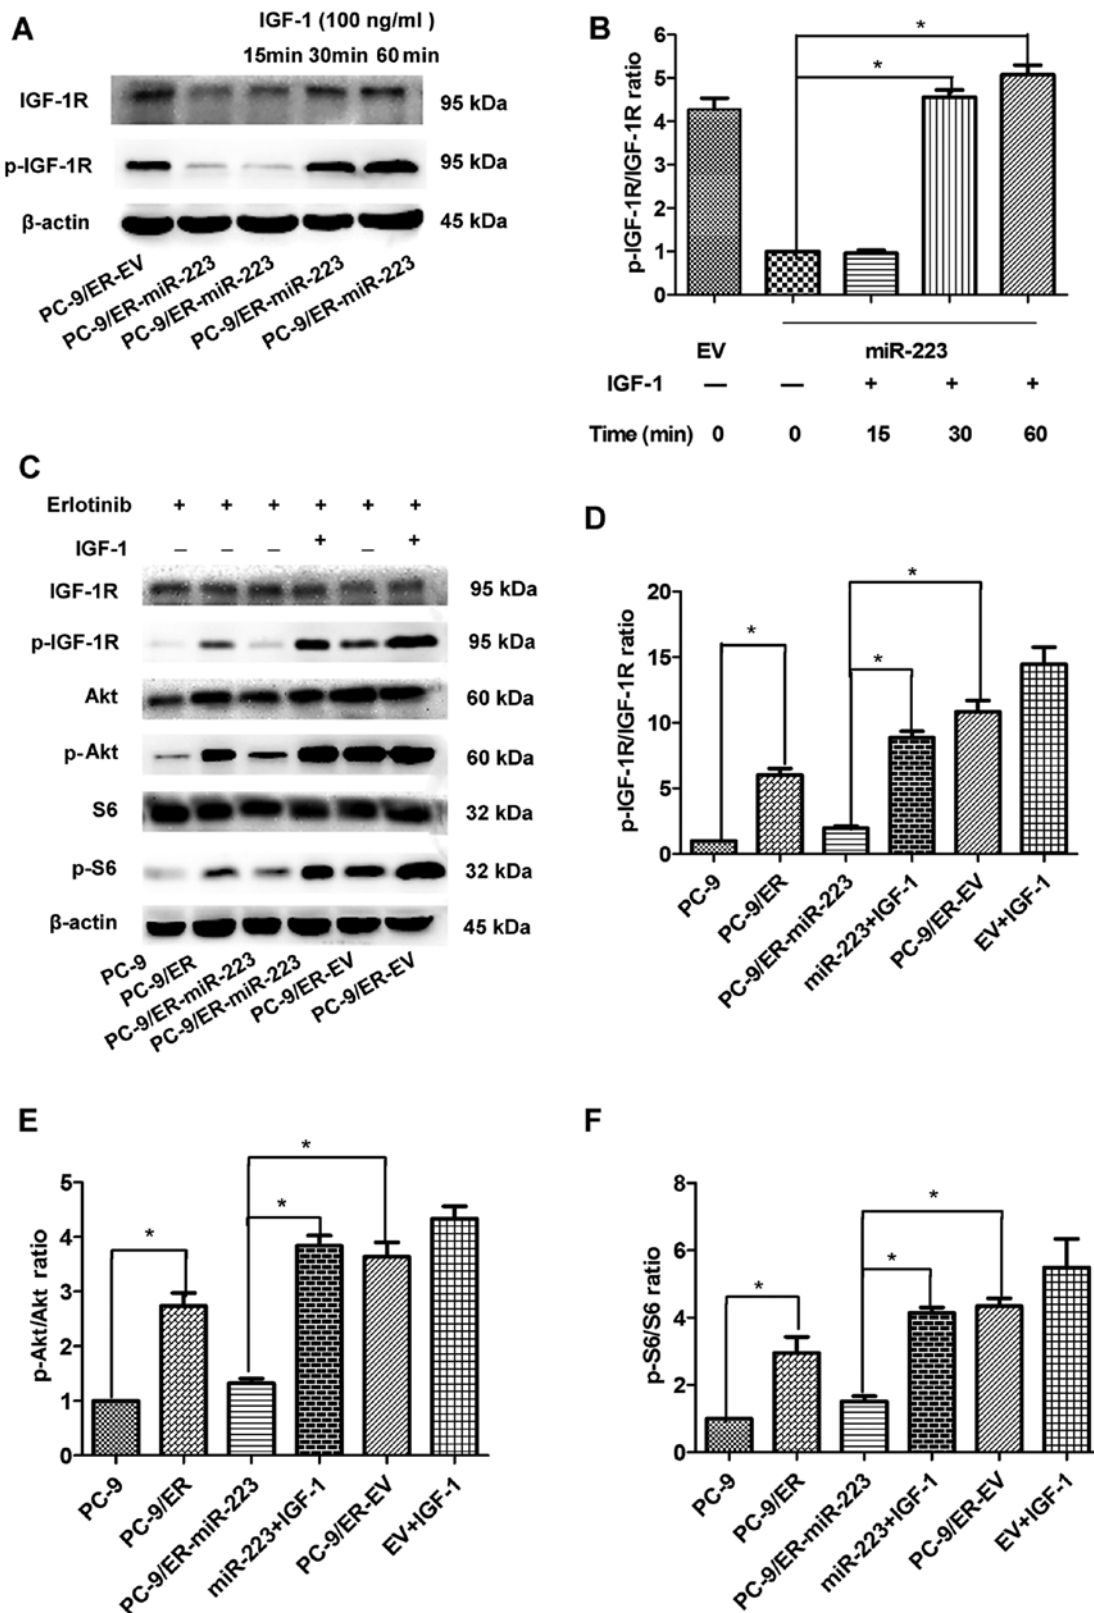 A
IGF-1 (100 ng/ml )
15min 30min 60 min
IGF-1R
95 kDa
p-IGF-1R
95 kDa
β-actin
45 kDa
PC-9/ER-EV
PC-9/ER-miR-223
PC-9/ER-miR-223
PC-9/ER-miR-223
PC-9/ER-miR-223
B
p-IGF-1R/IGF-1R ratio
6
5
4
3
2
1
0
*
*
EV
miR-223
IGF-1 — — + + +
Time (min) 0 0 15 30 60
C
Erlotinib + + + + + +
IGF-1 – – – + – +
IGF-1R
95 kDa
p-IGF-1R
95 kDa
Akt
60 kDa
p-Akt
60 kDa
S6
32 kDa
p-S6
32 kDa
β-actin
45 kDa
PC-9
PC-9/ER
PC-9/ER-miR-223
PC-9/ER-miR-223
PC-9/ER-EV
PC-9/ER-EV
D
p-IGF-1R/IGF-1R ratio
20
15
10
5
0
*
*
*
PC-9
PC-9/ER
PC-9/ER-miR-223
miR-223+IGF-1
PC-9/ER-EV
EV+IGF-1
E
p-Akt/Akt ratio
5
4
3
2
1
0
*
*
*
PC-9
PC-9/ER
PC-9/ER-miR-223
miR-223+IGF-1
PC-9/ER-EV
EV+IGF-1
F
p-S6/S6 ratio
8
6
4
2
0
*
*
*
PC-9
PC-9/ER
PC-9/ER-miR-223
miR-223+IGF-1
PC-9/ER-EV
EV+IGF-1